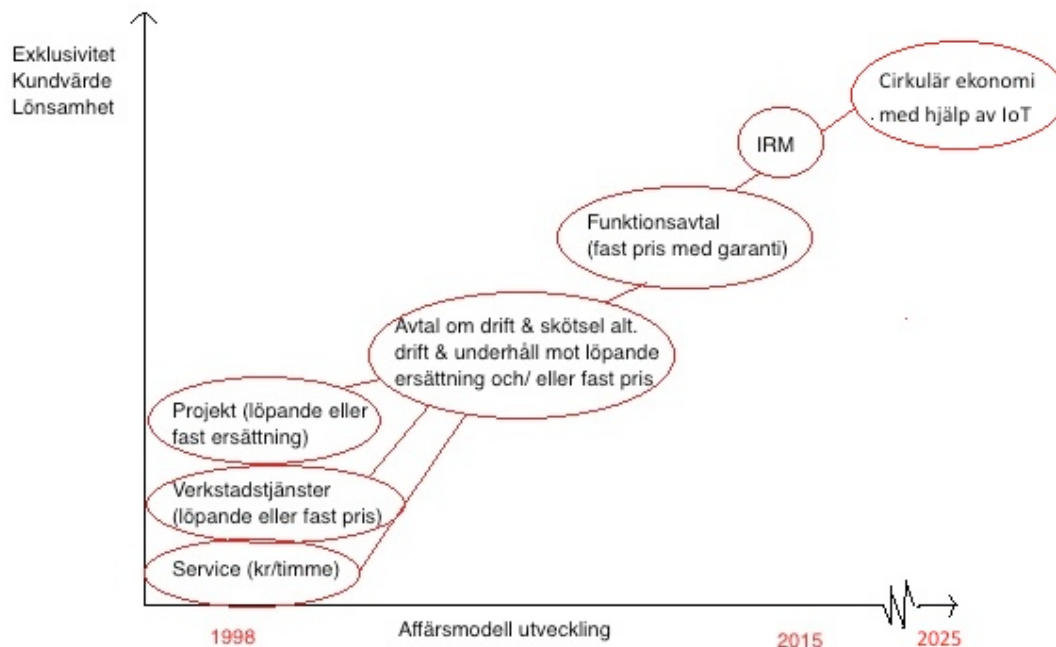 Exklusivitet
Kundvärde
Lönsamhet
Cirkulär ekonomi
. med hjälp av IoT
IRM
Funktionsavtal
(fast pris med garanti)
Avtal om drift & skötsel alt.
drift & underhåll mot löpande
ersättning och/ eller fast pris
Projekt (löpande eller
fast ersättning)
Verkstadstjänster
(löpande eller fast pris)
Service (kr/timme)
1998
Affärsmodell utveckling
2015
2025